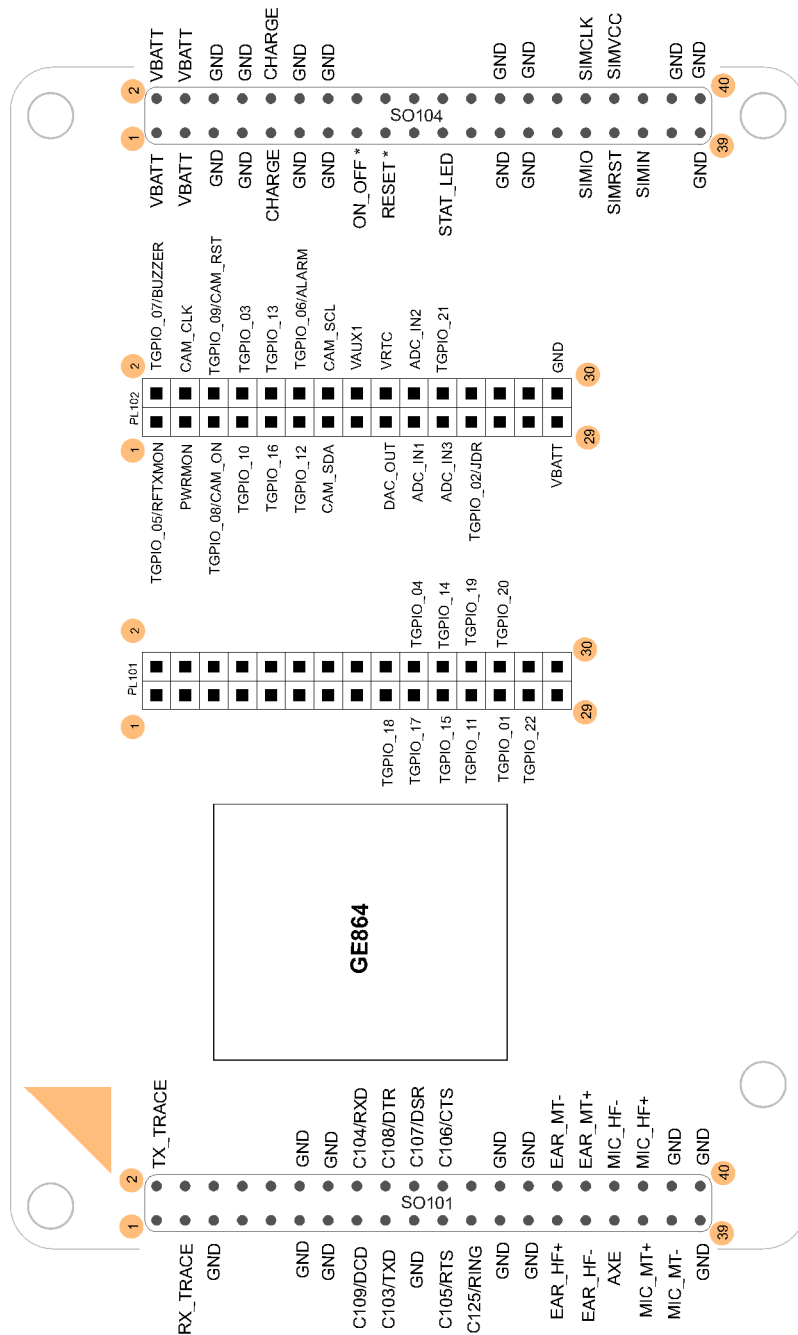 2
VBATT
VBATT
GND
GND
CHARGE
GND
GND
GND
GND
SIMCLK
SIMVCC
GND
GND
40
SO104
1
VBATT
VBATT
GND
GND
CHARGE
GND
GND
ON_OFF *
RESET *
STAT_LED
GND
GND
SIMIO
SIMRST
SIMIN
GND
39
2
TGPIO_07/BUZZER
CAM_CLK
TGPIO_09/CAM_RST
TGPIO_03
TGPIO_13
TGPIO_06/ALARM
CAM_SCL
VAUX1
VRTC
ADC_IN2
TGPIO_21
GND
30
PL102
1
TGPIO_05/RFTXMON
PWRMON
TGPIO_08/CAM_ON
TGPIO_10
TGPIO_16
TGPIO_12
CAM_SDA
DAC_OUT
ADC_IN1
ADC_IN3
TGPIO_02/JDR
VBATT
29
2
TGPIO_04
TGPIO_14
TGPIO_19
TGPIO_20
30
PL101
1
TGPIO_18
TGPIO_17
TGPIO_15
TGPIO_11
TGPIO_01
TGPIO_22
29
GE864
2
TX_TRACE
GND
GND
C104/RXD
C108/DTR
C107/DSR
C106/CTS
GND
GND
EAR_MT-
EAR_MT+
MIC_HF-
MIC_HF+
GND
GND
40
SO101
1
RX_TRACE
GND
GND
GND
C109/DCD
C103/TXD
GND
C105/RTS
C125/RING
GND
GND
EAR_HF+
EAR_HF-
AXE
MIC_MT+
MIC_MT-
GND
39